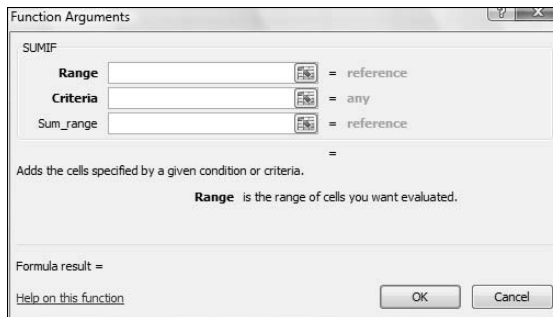 Function Arguments
SUMIF
Range = reference
Criteria = any
Sum_range = reference
=
Adds the cells specified by a given condition or criteria.
Range is the range of cells you want evaluated.
Formula result =
Help on this function
OK Cancel